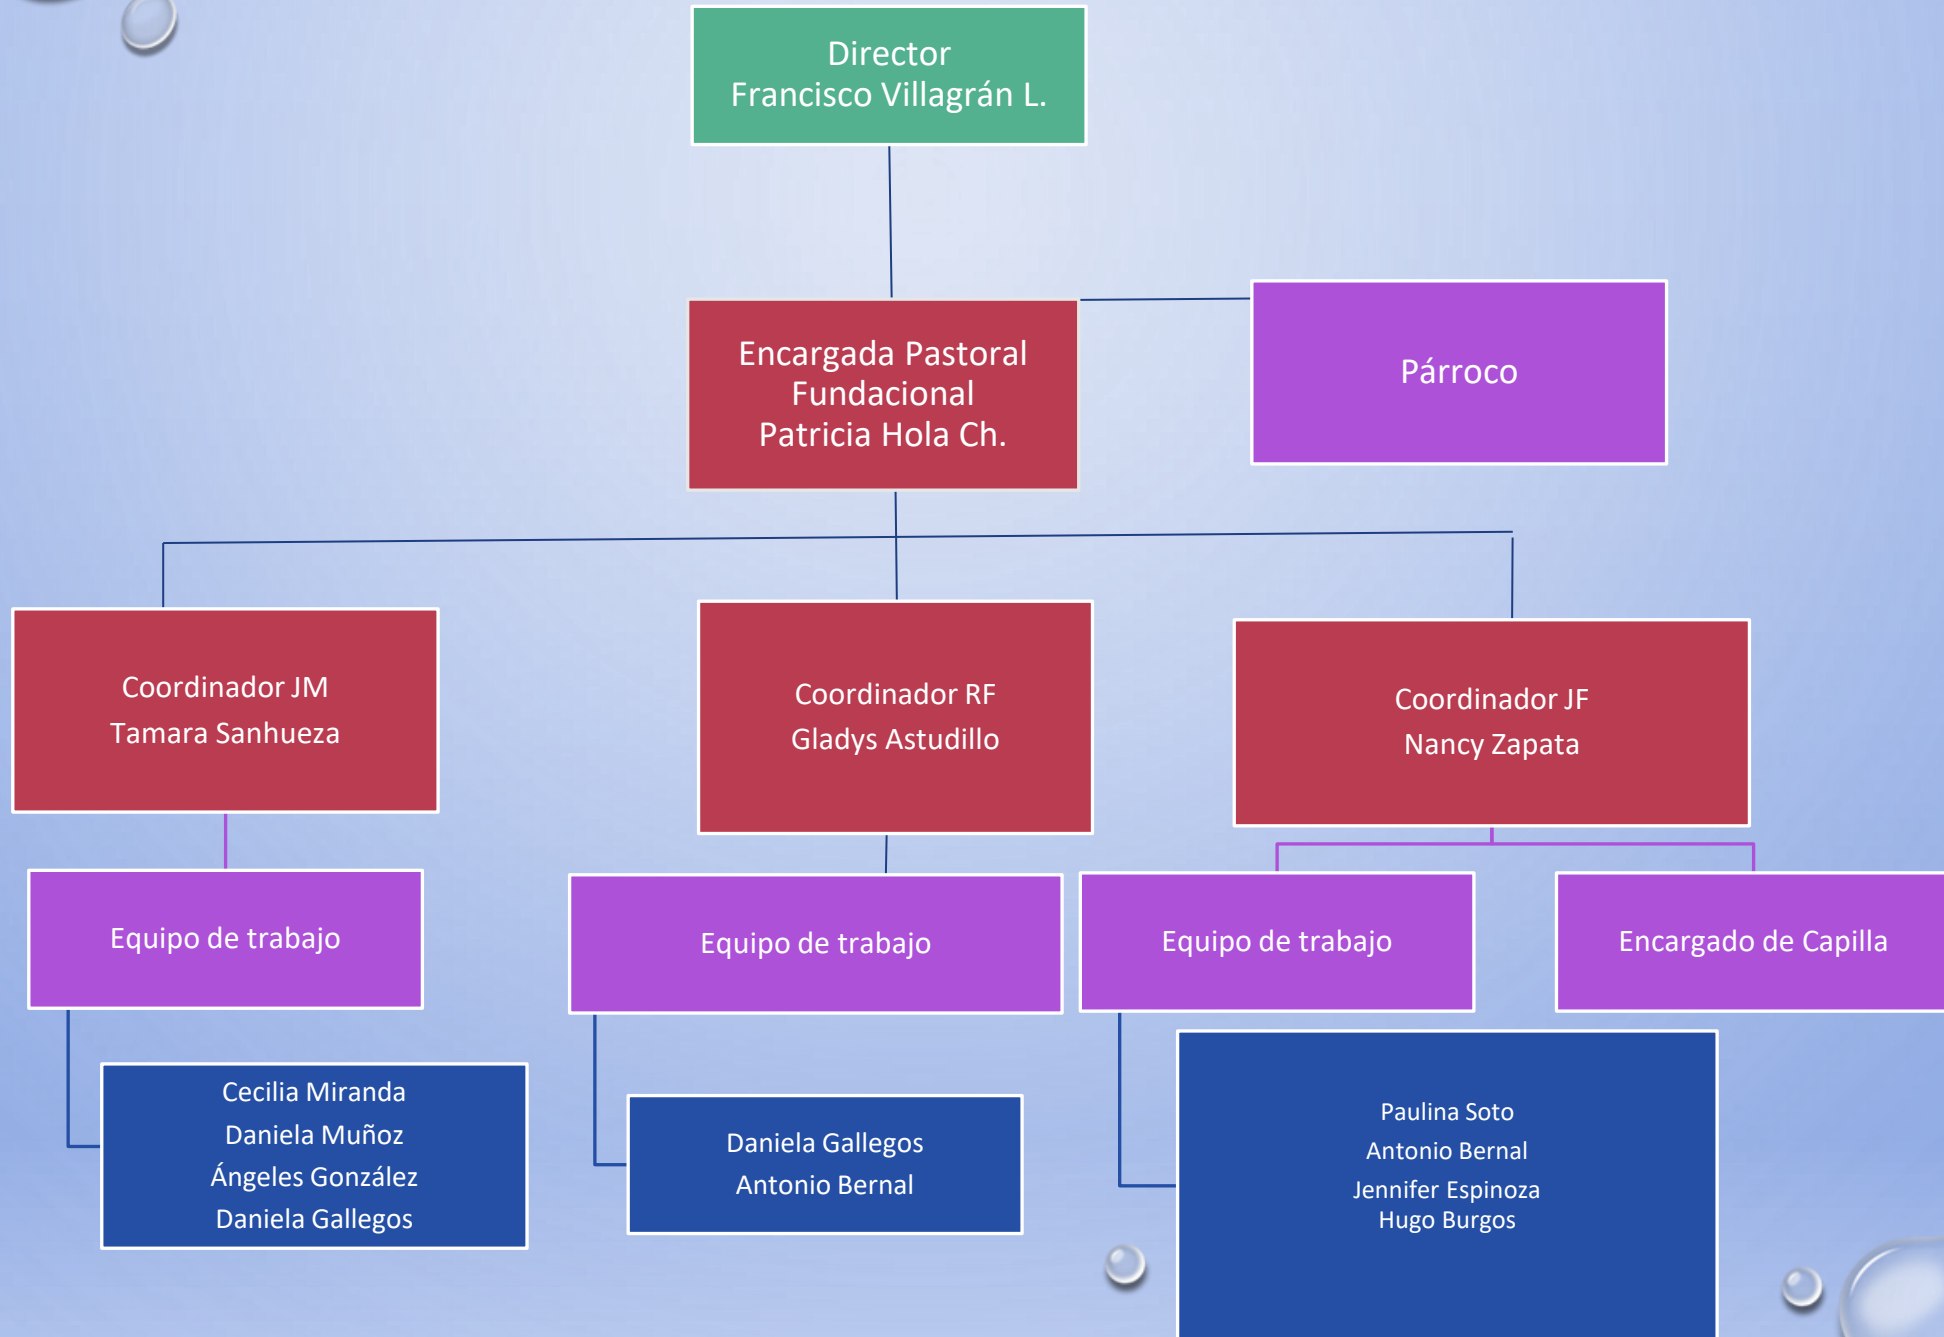 Director
Francisco Villagrán L.
Encargada Pastoral
Fundacional
Patricia Hola Ch.
Párroco
Coordinador JM
Tamara Sanhueza
Coordinador RF
Gladys Astudillo
Coordinador JF
Nancy Zapata
Equipo de trabajo
Equipo de trabajo
Equipo de trabajo
Encargado de Capilla
Cecilia Miranda
Daniela Muñoz
Ángeles González
Daniela Gallegos
Daniela Gallegos
Antonio Bernal
Paulina Soto
Antonio Bernal
Jennifer Espinoza
Hugo Burgos